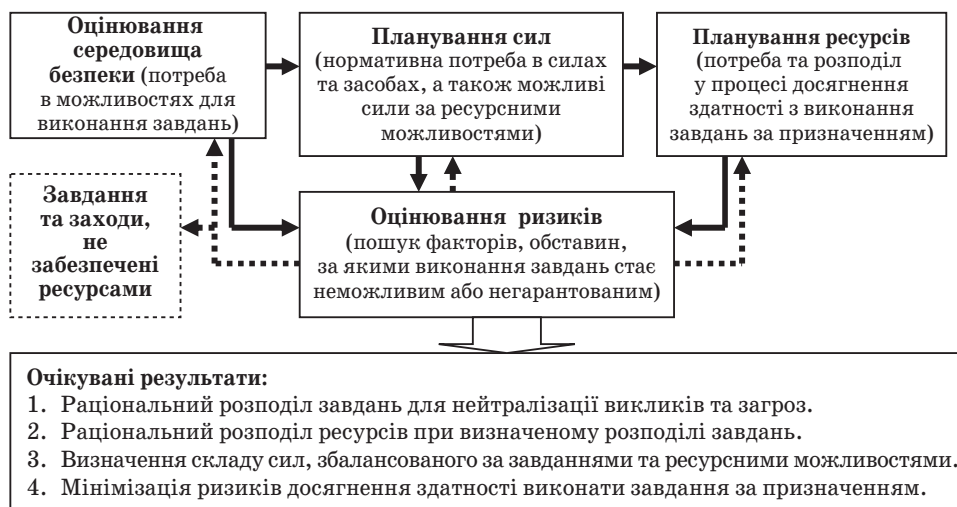 Оцінювання
середовища
безпеки (потреба
в можливостях для
виконання завдань)
Планування сил
(нормативна потреба в силах
та засобах, а також можливі
сили за ресурсними
можливостями)
Планування ресурсів
(потреба та розподіл
у процесі досягнення
здатності з виконання
завдань за призначенням)
Завдання
та заходи,
не
забезпечені
ресурсами
Оцінювання ризиків
(пошук факторів, обставин,
за якими виконання завдань стає
неможливим або негарантованим)
Очікувані результати:
1. Раціональний розподіл завдань для нейтралізації викликів та загроз.
2. Раціональний розподіл ресурсів при визначеному розподілі завдань.
3. Визначення складу сил, збалансованого за завданнями та ресурсними можливостями.
4. Мінімізація ризиків досягнення здатності виконати завдання за призначенням.